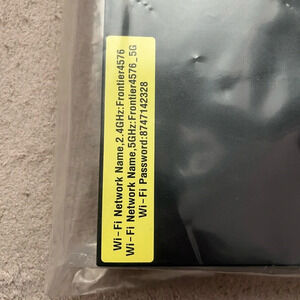 Wi-Fi Network Name,2.4GHz:Frontier4576
Wi-Fi Network Name,5GHz:Frontier4576_5G
Wi-Fi Password:8747142328